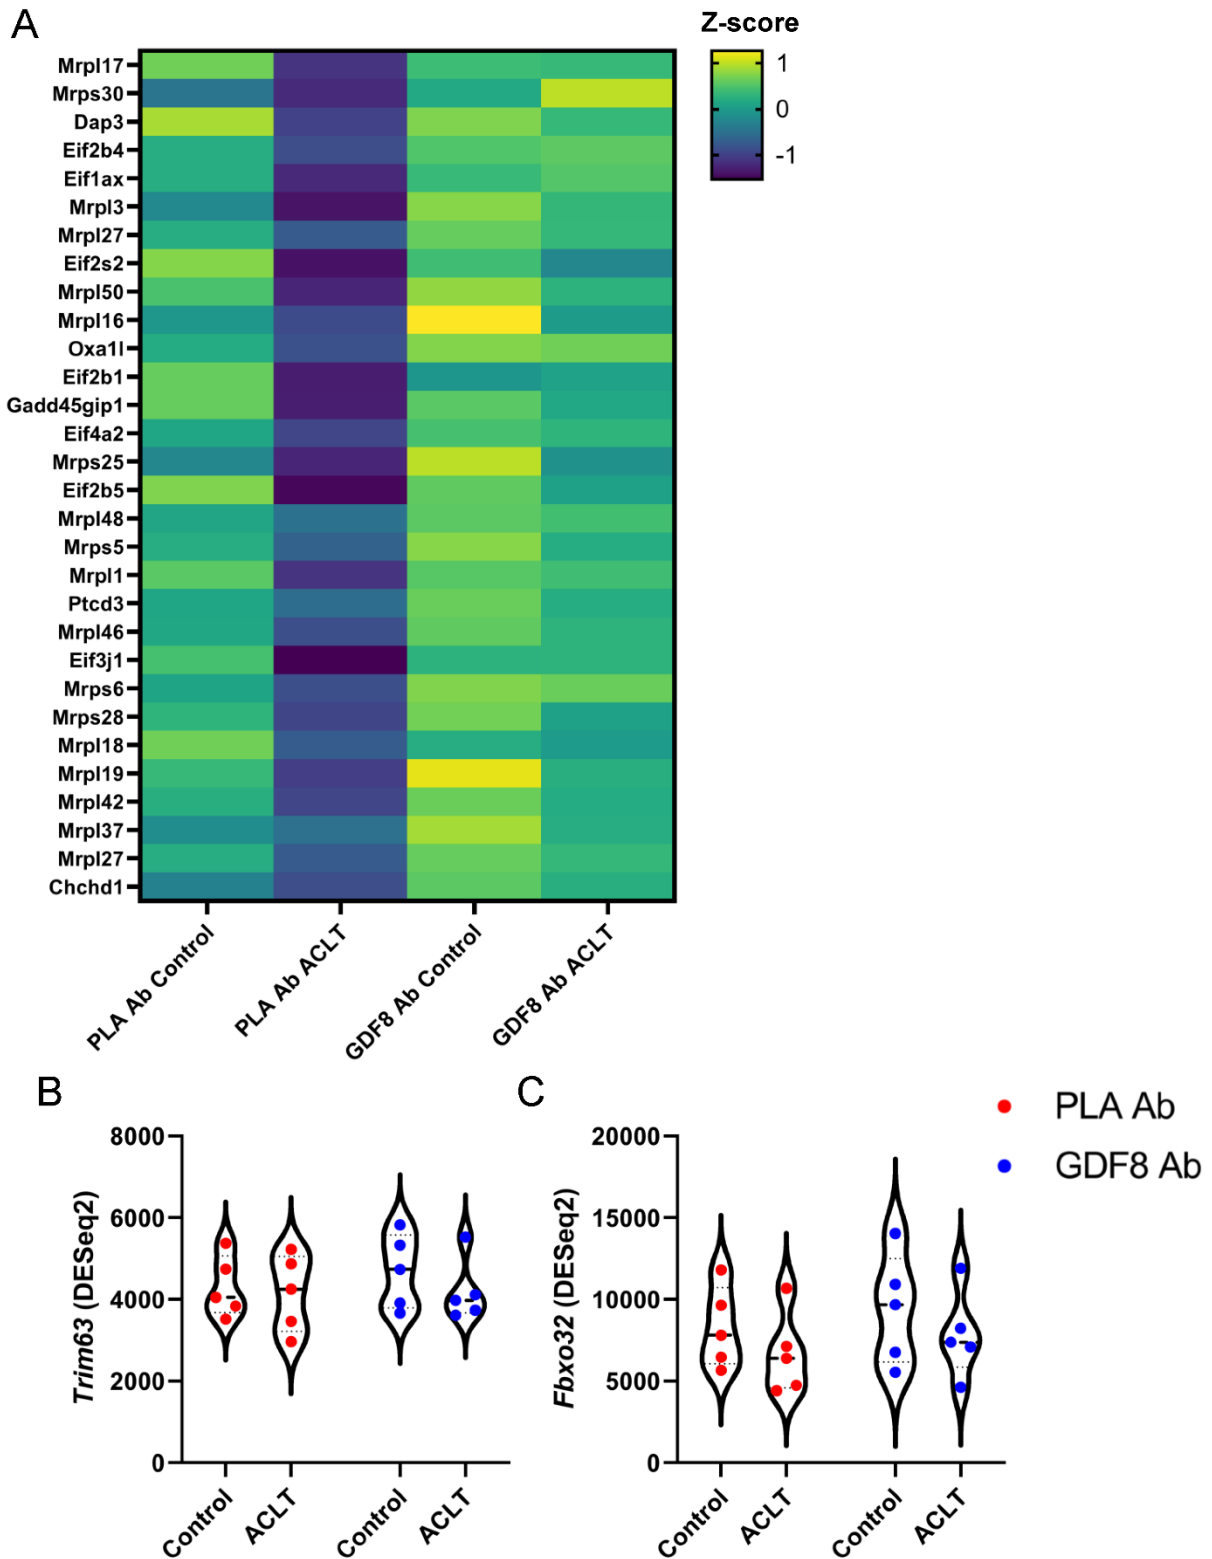 A
Z-score
1
0
-1
Mrpl17
Mrps30
Dap3
Eif2b4
Eif1ax
Mrpl3
Mrpl27
Eif2s2
Mrpl50
Mrpl16
Oxa1l
Eif2b1
Gadd45gip1
Eif4a2
Mrps25
Eif2b5
Mrpl48
Mrps5
Mrpl1
Ptcd3
Mrpl46
Eif3j1
Mrps6
Mrps28
Mrpl18
Mrpl19
Mrpl42
Mrpl37
Mrpl27
Chchd1
PLA Ab Control
PLA Ab ACLT
GDF8 Ab Control
GDF8 Ab ACLT
B
Trim63 (DESeq2)
8000
6000
4000
2000
0
Control
ACLT
Control
ACLT
C
Fbxo32 (DESeq2)
20000
15000
10000
5000
0
Control
ACLT
Control
ACLT
PLA Ab
GDF8 Ab